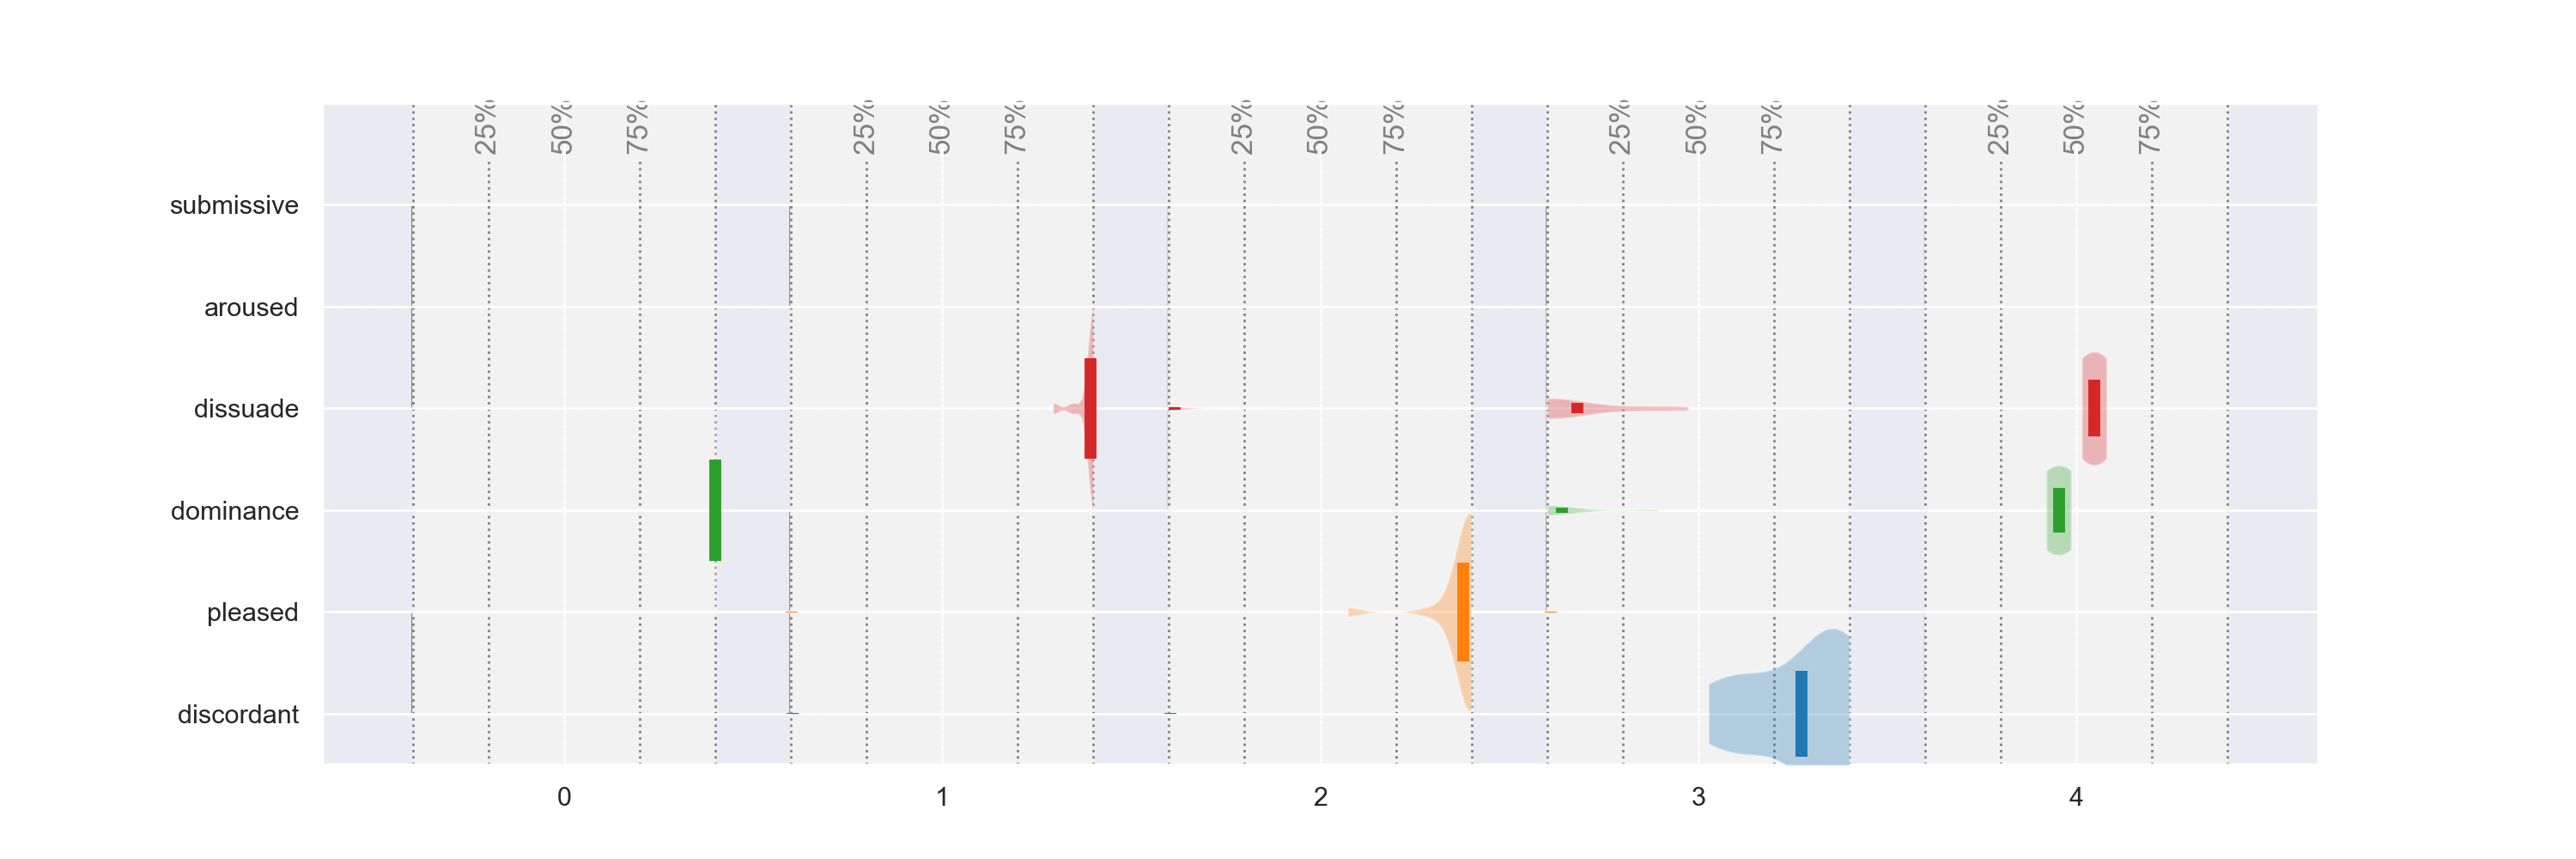 25% 50% 75% 25% 50% 75% 25% 50% 75% 25% 50% 75% 25% 50% 75%
submissive
aroused
dissuade
dominance
pleased
discordant
0 1 2 3 4